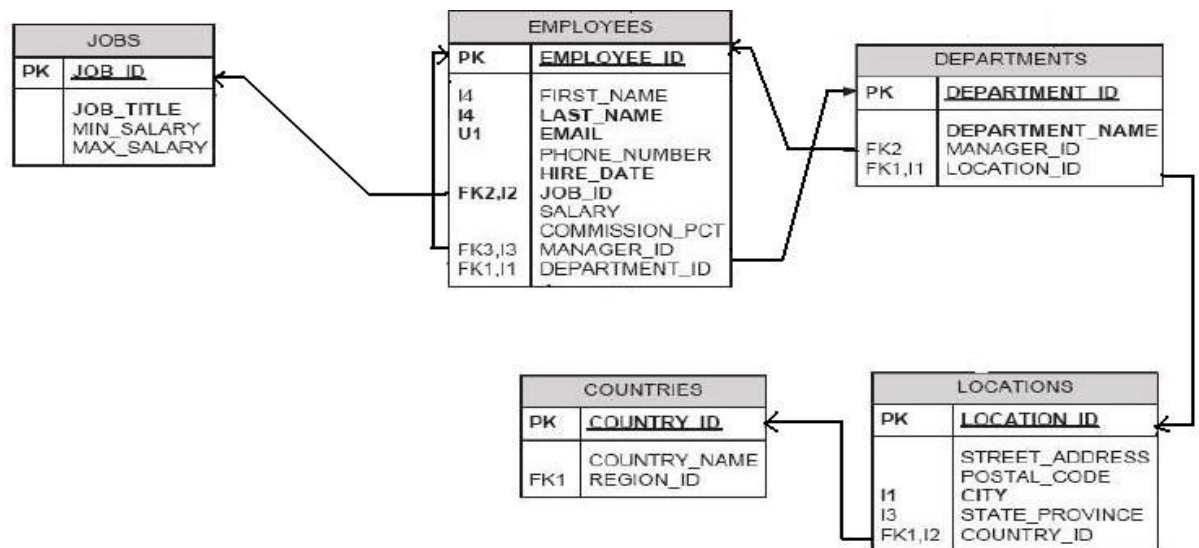 JOBS
PK JOB_ID
JOB_TITLE
MIN_SALARY
MAX_SALARY
EMPLOYEES
PK EMPLOYEE_ID
I4 FIRST_NAME
I4 LAST_NAME
U1 EMAIL
PHONE_NUMBER
HIRE_DATE
FK2,I2 JOB_ID
SALARY
COMMISSION_PCT
FK3,I3 MANAGER_ID
FK1,I1 DEPARTMENT_ID
DEPARTMENTS
PK DEPARTMENT_ID
DEPARTMENT_NAME
FK2 MANAGER_ID
FK1,I1 LOCATION_ID
COUNTRIES
PK COUNTRY_ID
COUNTRY_NAME
FK1 REGION_ID
LOCATIONS
PK LOCATION_ID
STREET_ADDRESS
POSTAL_CODE
I1 CITY
I3 STATE_PROVINCE
FK1,I2 COUNTRY_ID